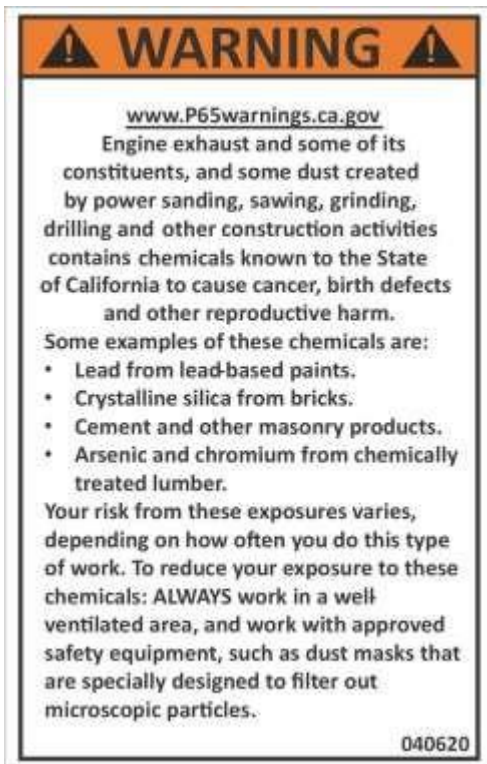 WARNING
www.P65warnings.ca.gov
Engine exhaust and some of its
constituents, and some dust created
by power sanding, sawing, grinding,
drilling and other construction activities
contains chemicals known to the State
of California to cause cancer, birth defects
and other reproductive harm.
Some examples of these chemicals are:
• Lead from lead-based paints.
• Crystalline silica from bricks.
• Cement and other masonry products.
• Arsenic and chromium from chemically
treated lumber.
Your risk from these exposures varies,
depending on how often you do this type
of work. To reduce your exposure to these
chemicals: ALWAYS work in a well-
ventilated area, and work with approved
safety equipment, such as dust masks that
are specially designed to filter out
microscopic particles.
040620